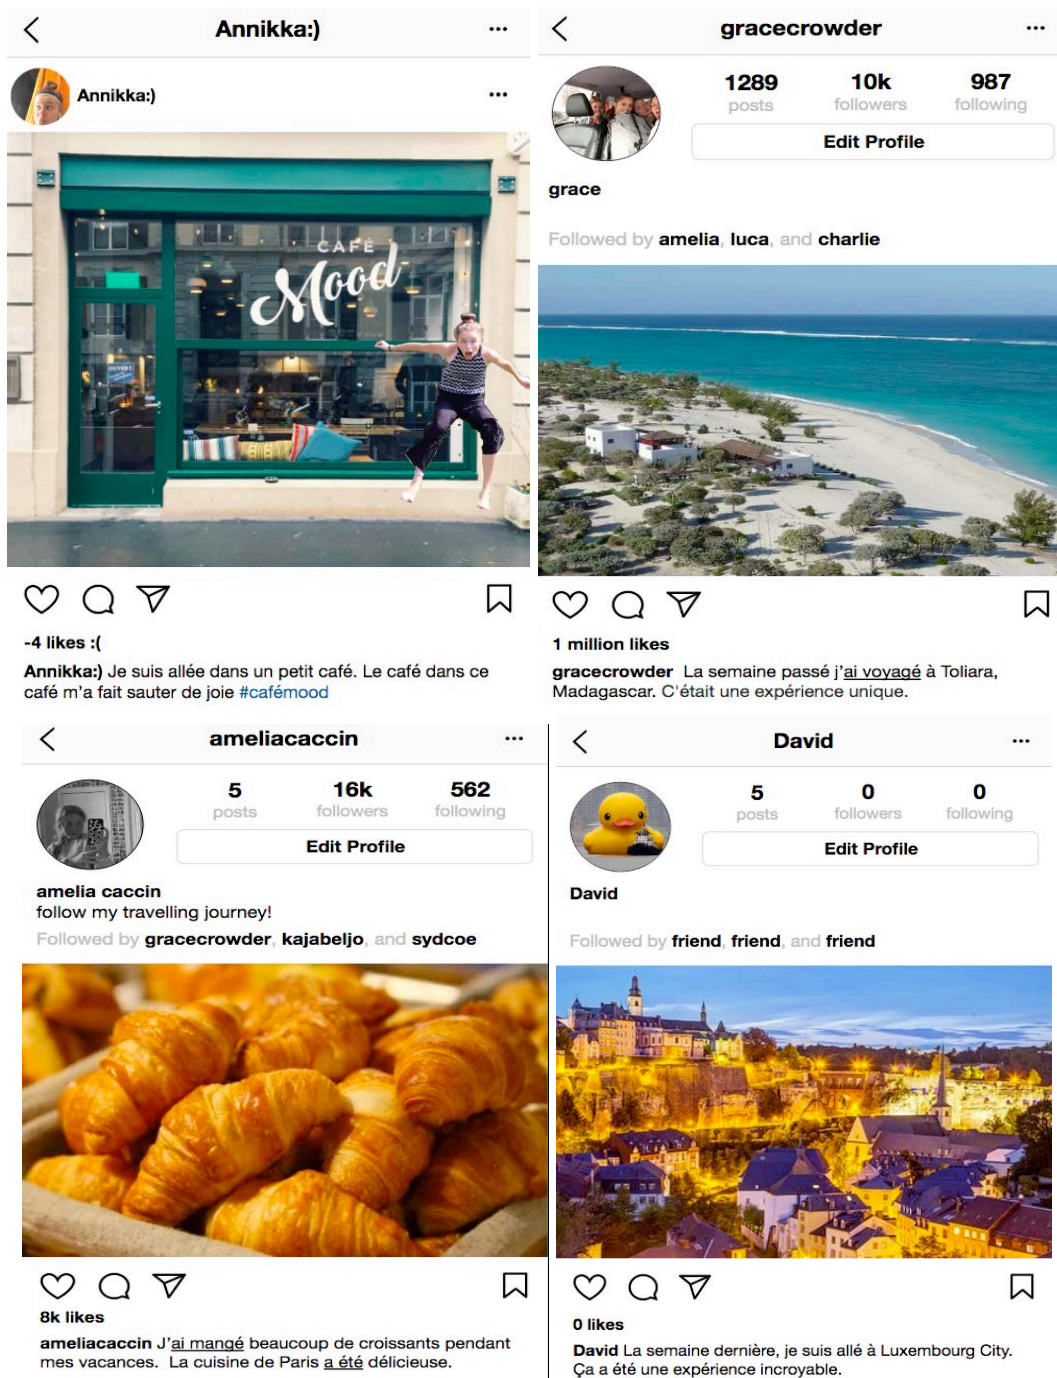 Annikka:)
Annikka:)
CAFÉ
Mood
OUVERT
-4 likes :(
Annikka:) Je suis allée dans un petit café. Le café dans ce
café m'a fait sauter de joie #cafémood
gracecrowder
1289 10k 987
posts followers following
Edit Profile
grace
Followed by amelia, luca, and charlie
1 million likes
gracecrowder La semaine passé j'ai voyagé à Toliara,
Madagascar. C'était une expérience unique.
ameliacaccin
5 16k 562
posts followers following
Edit Profile
amelia caccin
follow my travelling journey!
Followed by gracecrowder, kajabeljo, and sydcoe
8k likes
ameliacaccin J'ai mangé beaucoup de croissants pendant
mes vacances. La cuisine de Paris a été délicieuse.
David
5 0 0
posts followers following
Edit Profile
David
Followed by friend, friend, and friend
0 likes
David La semaine dernière, je suis allé à Luxembourg City.
Ça a été une expérience incroyable.